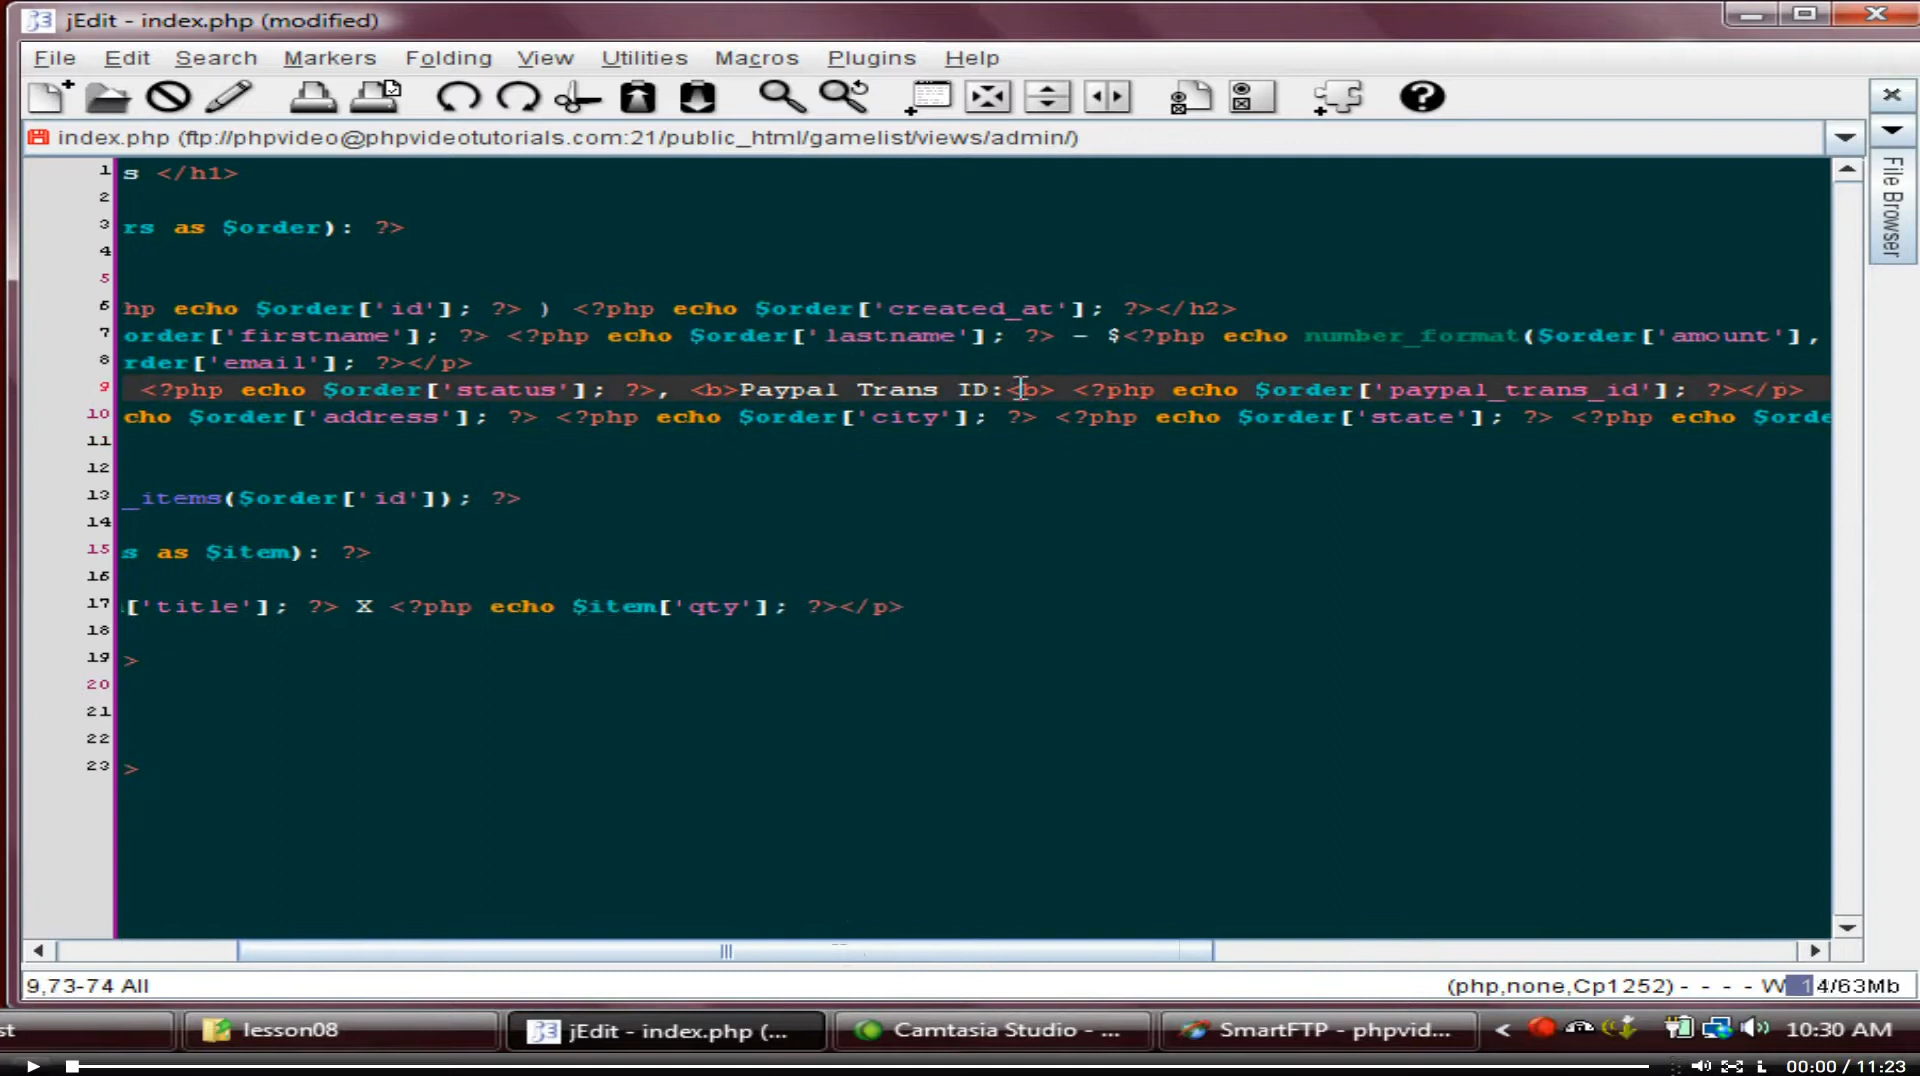 jEdit - index.php (modified)
File Edit Search Markers Folding View Utilities Macros Plugins Help
index.php (ftp://phpvideo@phpvideotutorials.com:21/public_html/gamelist/views/admin/)
File Browser
1 s </h1>
2
3 rs as $order): ?>
4
5
6 hp echo $order['id']; ?> ) <?php echo $order['created_at']; ?></h2>
7 order['firstname']; ?> <?php echo $order['lastname']; ?> - $<?php echo number_format($order['amount'],
8 rder['email']; ?></p>
9 <?php echo $order['status']; ?>, <b>Paypal Trans ID:<b> <?php echo $order['paypal_trans_id']; ?></p>
10 cho $order['address']; ?> <?php echo $order['city']; ?> <?php echo $order['state']; ?> <?php echo $orde
11
12
13 _items($order['id']); ?>
14
15 s as $item): ?>
16
17 ['title']; ?> X <?php echo $item['qty']; ?></p>
18
19 >
20
21
22
23 >
9,73-74 All (php,none,Cp1252) - - - - W 14/63Mb
st lesson08 jEdit - index.php (... Camtasia Studio - ... SmartFTP - phpvid... < 10:30 AM
00:00 / 11:23